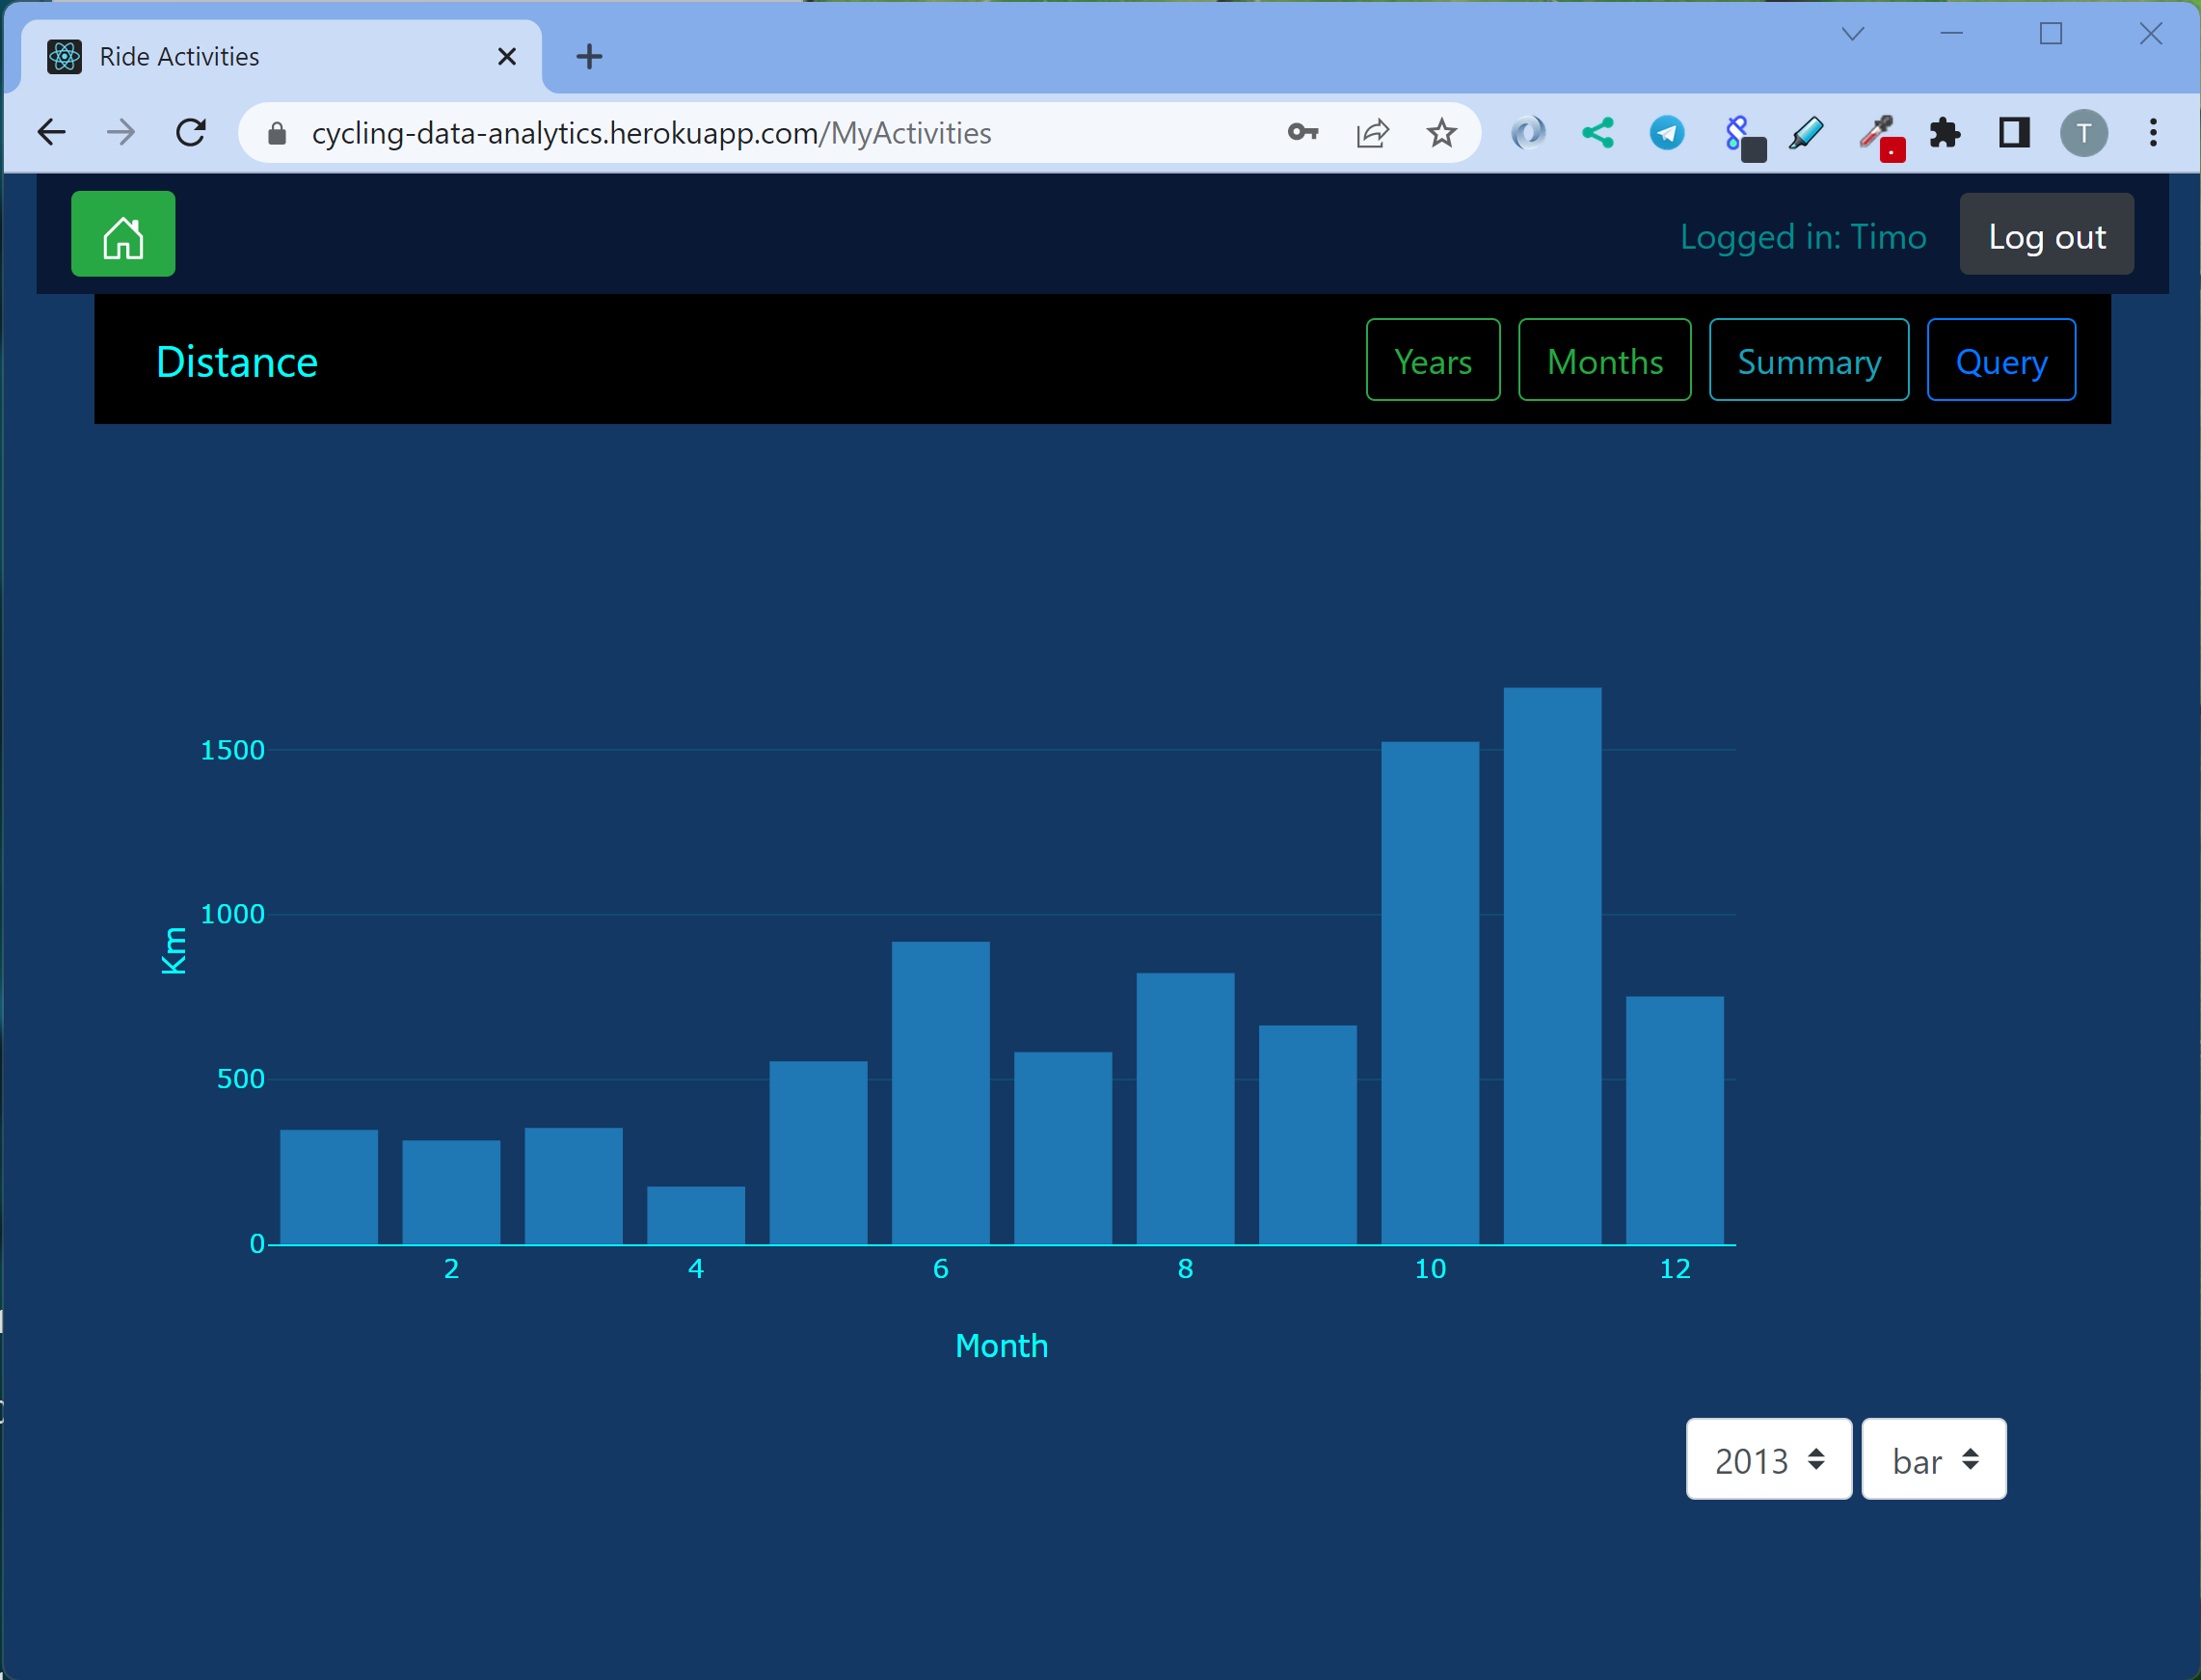 Ride Activities
cycling-data-analytics.herokuapp.com/MyActivities
T
Logged in: Timo
Log out
Distance
Years
Months
Summary
Query
1500
1000
500
0
Km
2
4
6
8
10
12
Month
2013
bar